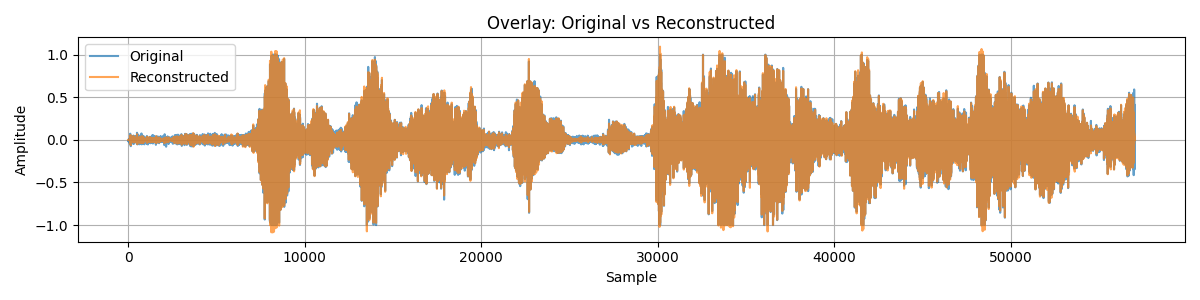 Overlay: Original vs Reconstructed
Original
Reconstructed
1.0
0.5
0.0
−0.5
−1.0
Amplitude
0
10000
20000
30000
40000
50000
Sample